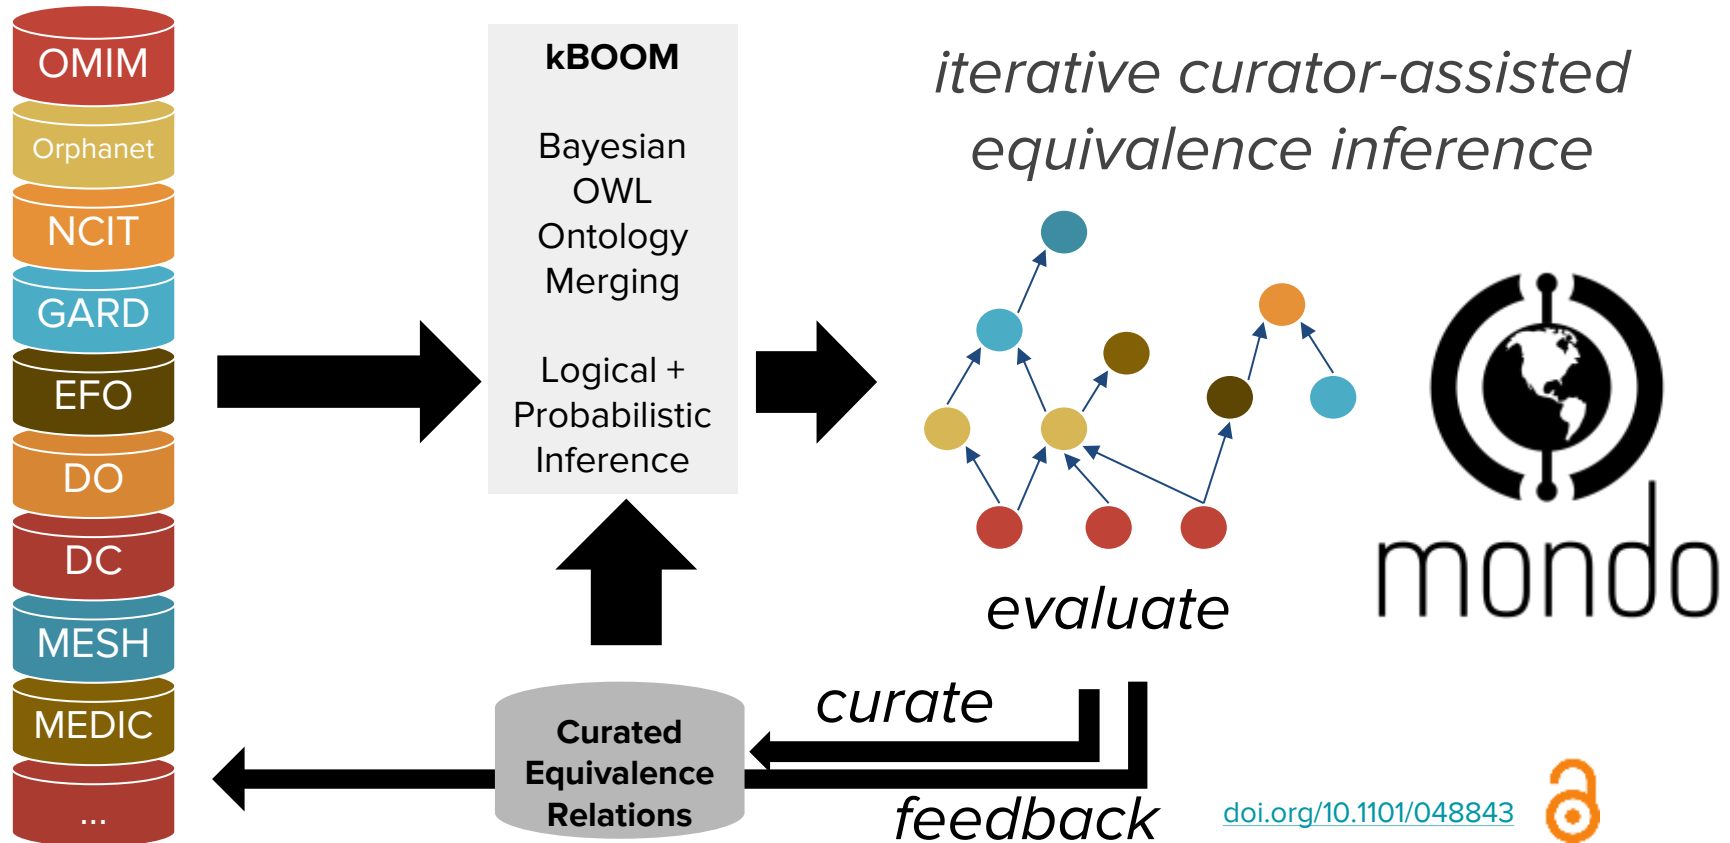 OMIM
Orphanet
NCIT
GARD
EFO
DO
DC
MESH
MEDIC
...
kBOOM
Bayesian
OWL
Ontology
Merging
Logical +
Probabilistic
Inference
Curated
Equivalence
Relations
iterative curator-assisted
equivalence inference
evaluate
curate
feedback
mondo
doi.org/10.1101/048843